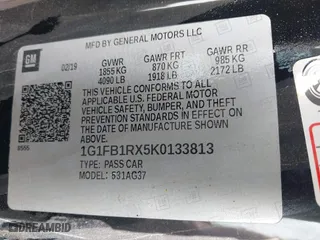 MFD BY GENERAL MOTORS LLC
GM
02/19 GVWR GAWR FRT GAWR RR
1855KG 870 KG 985 KG
4090 LB 1918 LB 2172 LB
THIS VEHICLE CONFORMS TO ALL
APPLICABLE U.S. FEDERAL MOTOR
VEHICLE SAFETY, BUMPER, AND THEFT
PREVENTION STANDARDS IN EFFECT ON
THE DATE OF MANUFACTURE SHOWN
ABOVE.
1G1FB1RX5K0133813
TYPE: PASS CAR
MODEL: 531AG37
DREAMBID